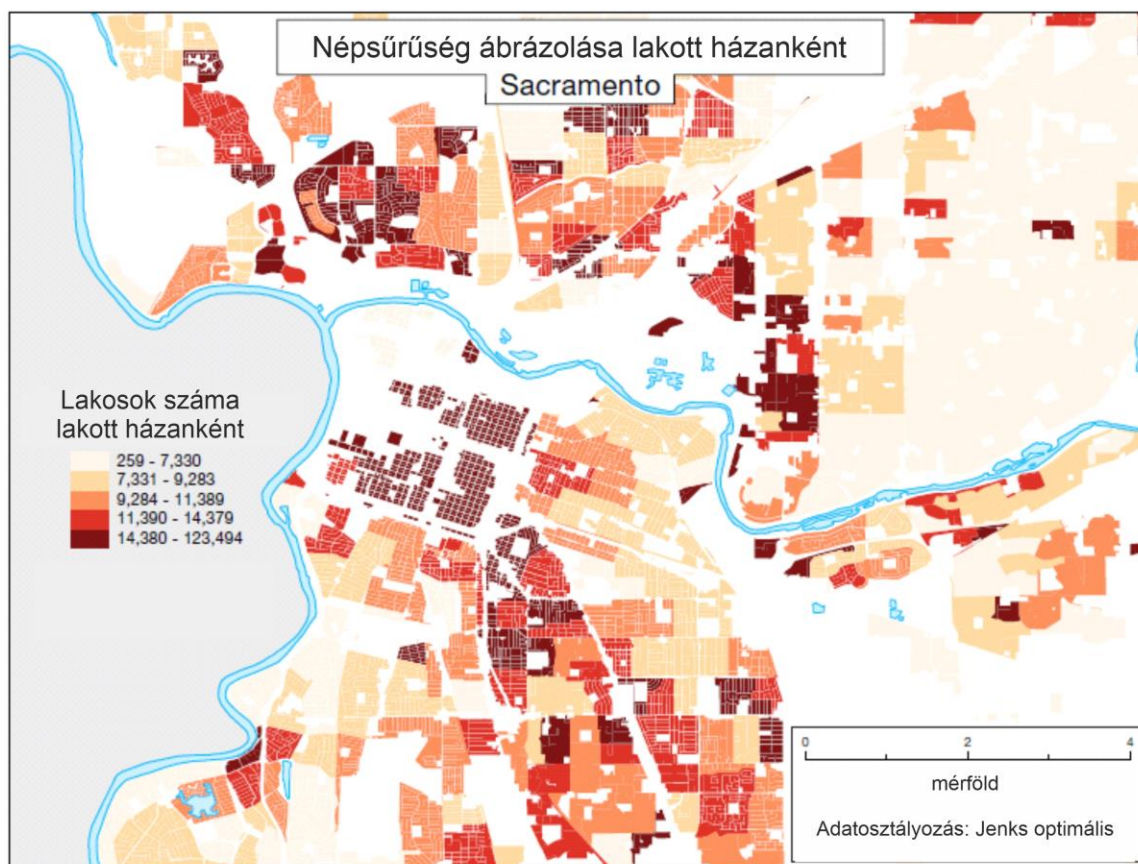 Népsűrűség ábrázolása lakott házanként
Sacramento
Lakosok száma
lakott házanként
259 - 7,330
7,331 - 9,283
9,284 - 11,389
11,390 - 14,379
14,380 - 123,494
0 2 4
mérföld
Adatosztályozás: Jenks optimális